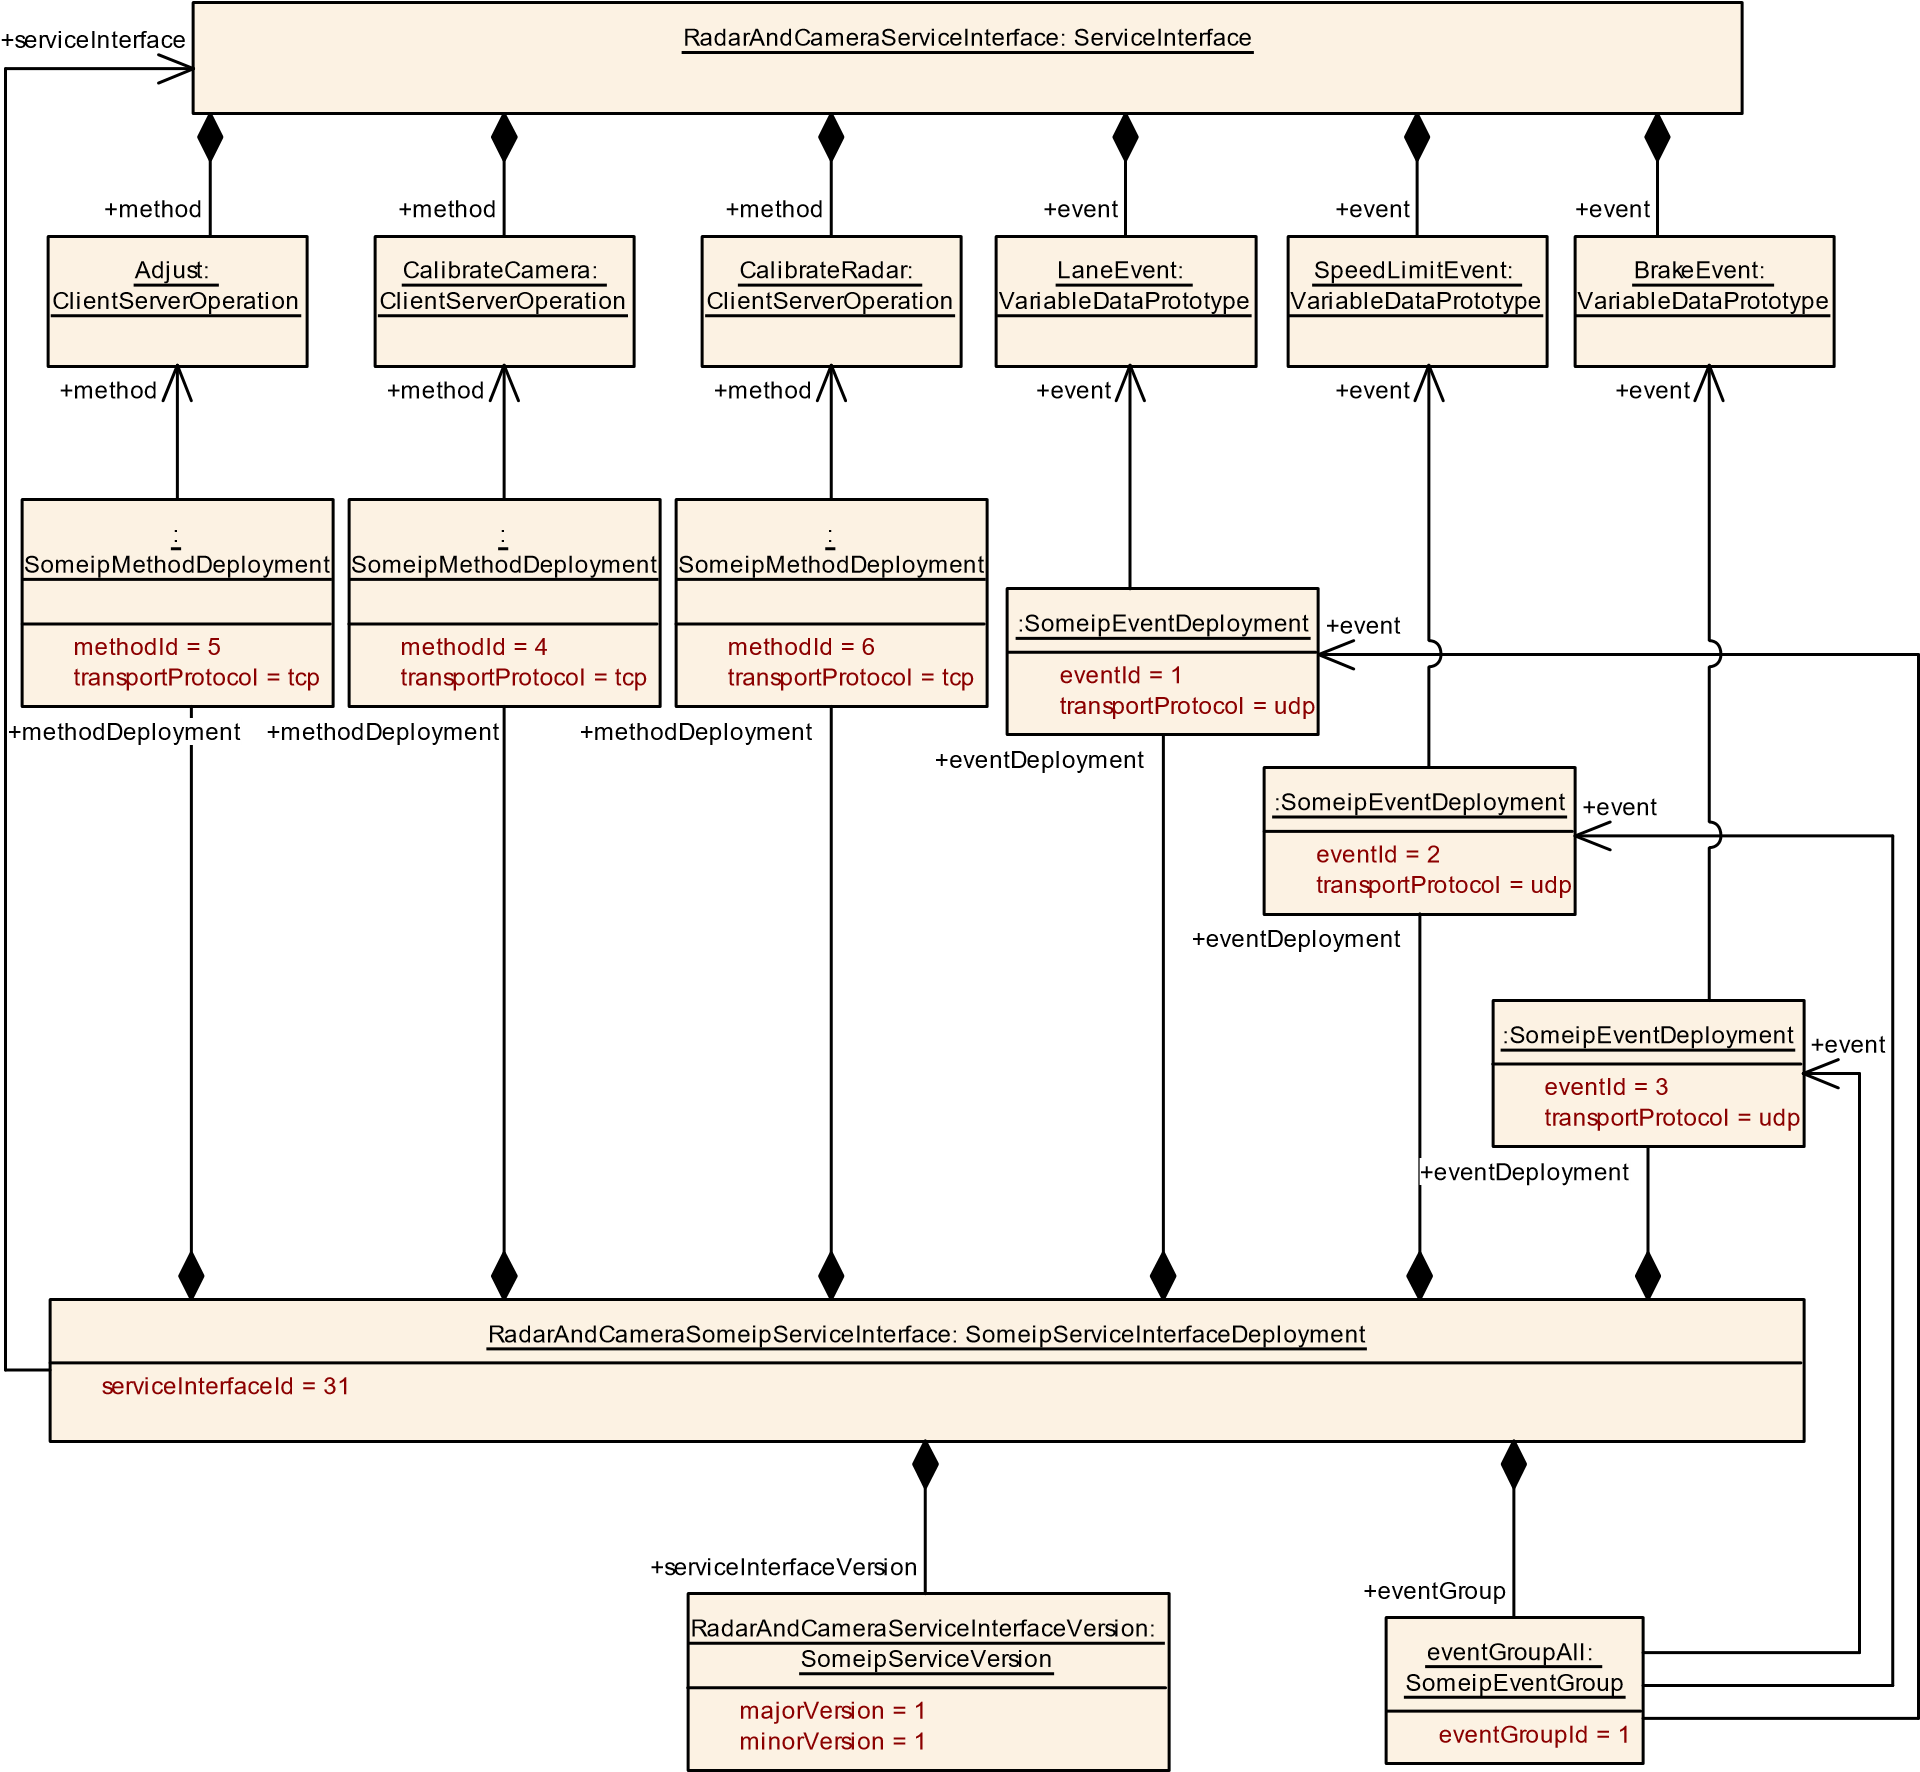 +serviceInterface
RadarAndCameraServiceInterface: ServiceInterface
+method
+method
+method
+event
+event
+event
Adjust:
ClientServerOperation
CalibrateCamera:
ClientServerOperation
CalibrateRadar:
ClientServerOperation
LaneEvent:
VariableDataPrototype
SpeedLimitEvent:
VariableDataPrototype
BrakeEvent:
VariableDataPrototype
+method
+method
+method
+event
+event
+event
:
SomeipMethodDeployment
methodId = 5
transportProtocol = tcp
:
SomeipMethodDeployment
methodId = 4
transportProtocol = tcp
:
SomeipMethodDeployment
methodId = 6
transportProtocol = tcp
:SomeipEventDeployment
eventId = 1
transportProtocol = udp
+event
+methodDeployment
+methodDeployment
+methodDeployment
+eventDeployment
:SomeipEventDeployment
eventId = 2
transportProtocol = udp
+event
+eventDeployment
:SomeipEventDeployment
eventId = 3
transportProtocol = udp
+event
+eventDeployment
RadarAndCameraSomeipServiceInterface: SomeipServiceInterfaceDeployment
serviceInterfaceId = 31
+serviceInterfaceVersion
+eventGroup
RadarAndCameraServiceInterfaceVersion:
SomeipServiceVersion
majorVersion = 1
minorVersion = 1
eventGroupAll:
SomeipEventGroup
eventGroupId = 1